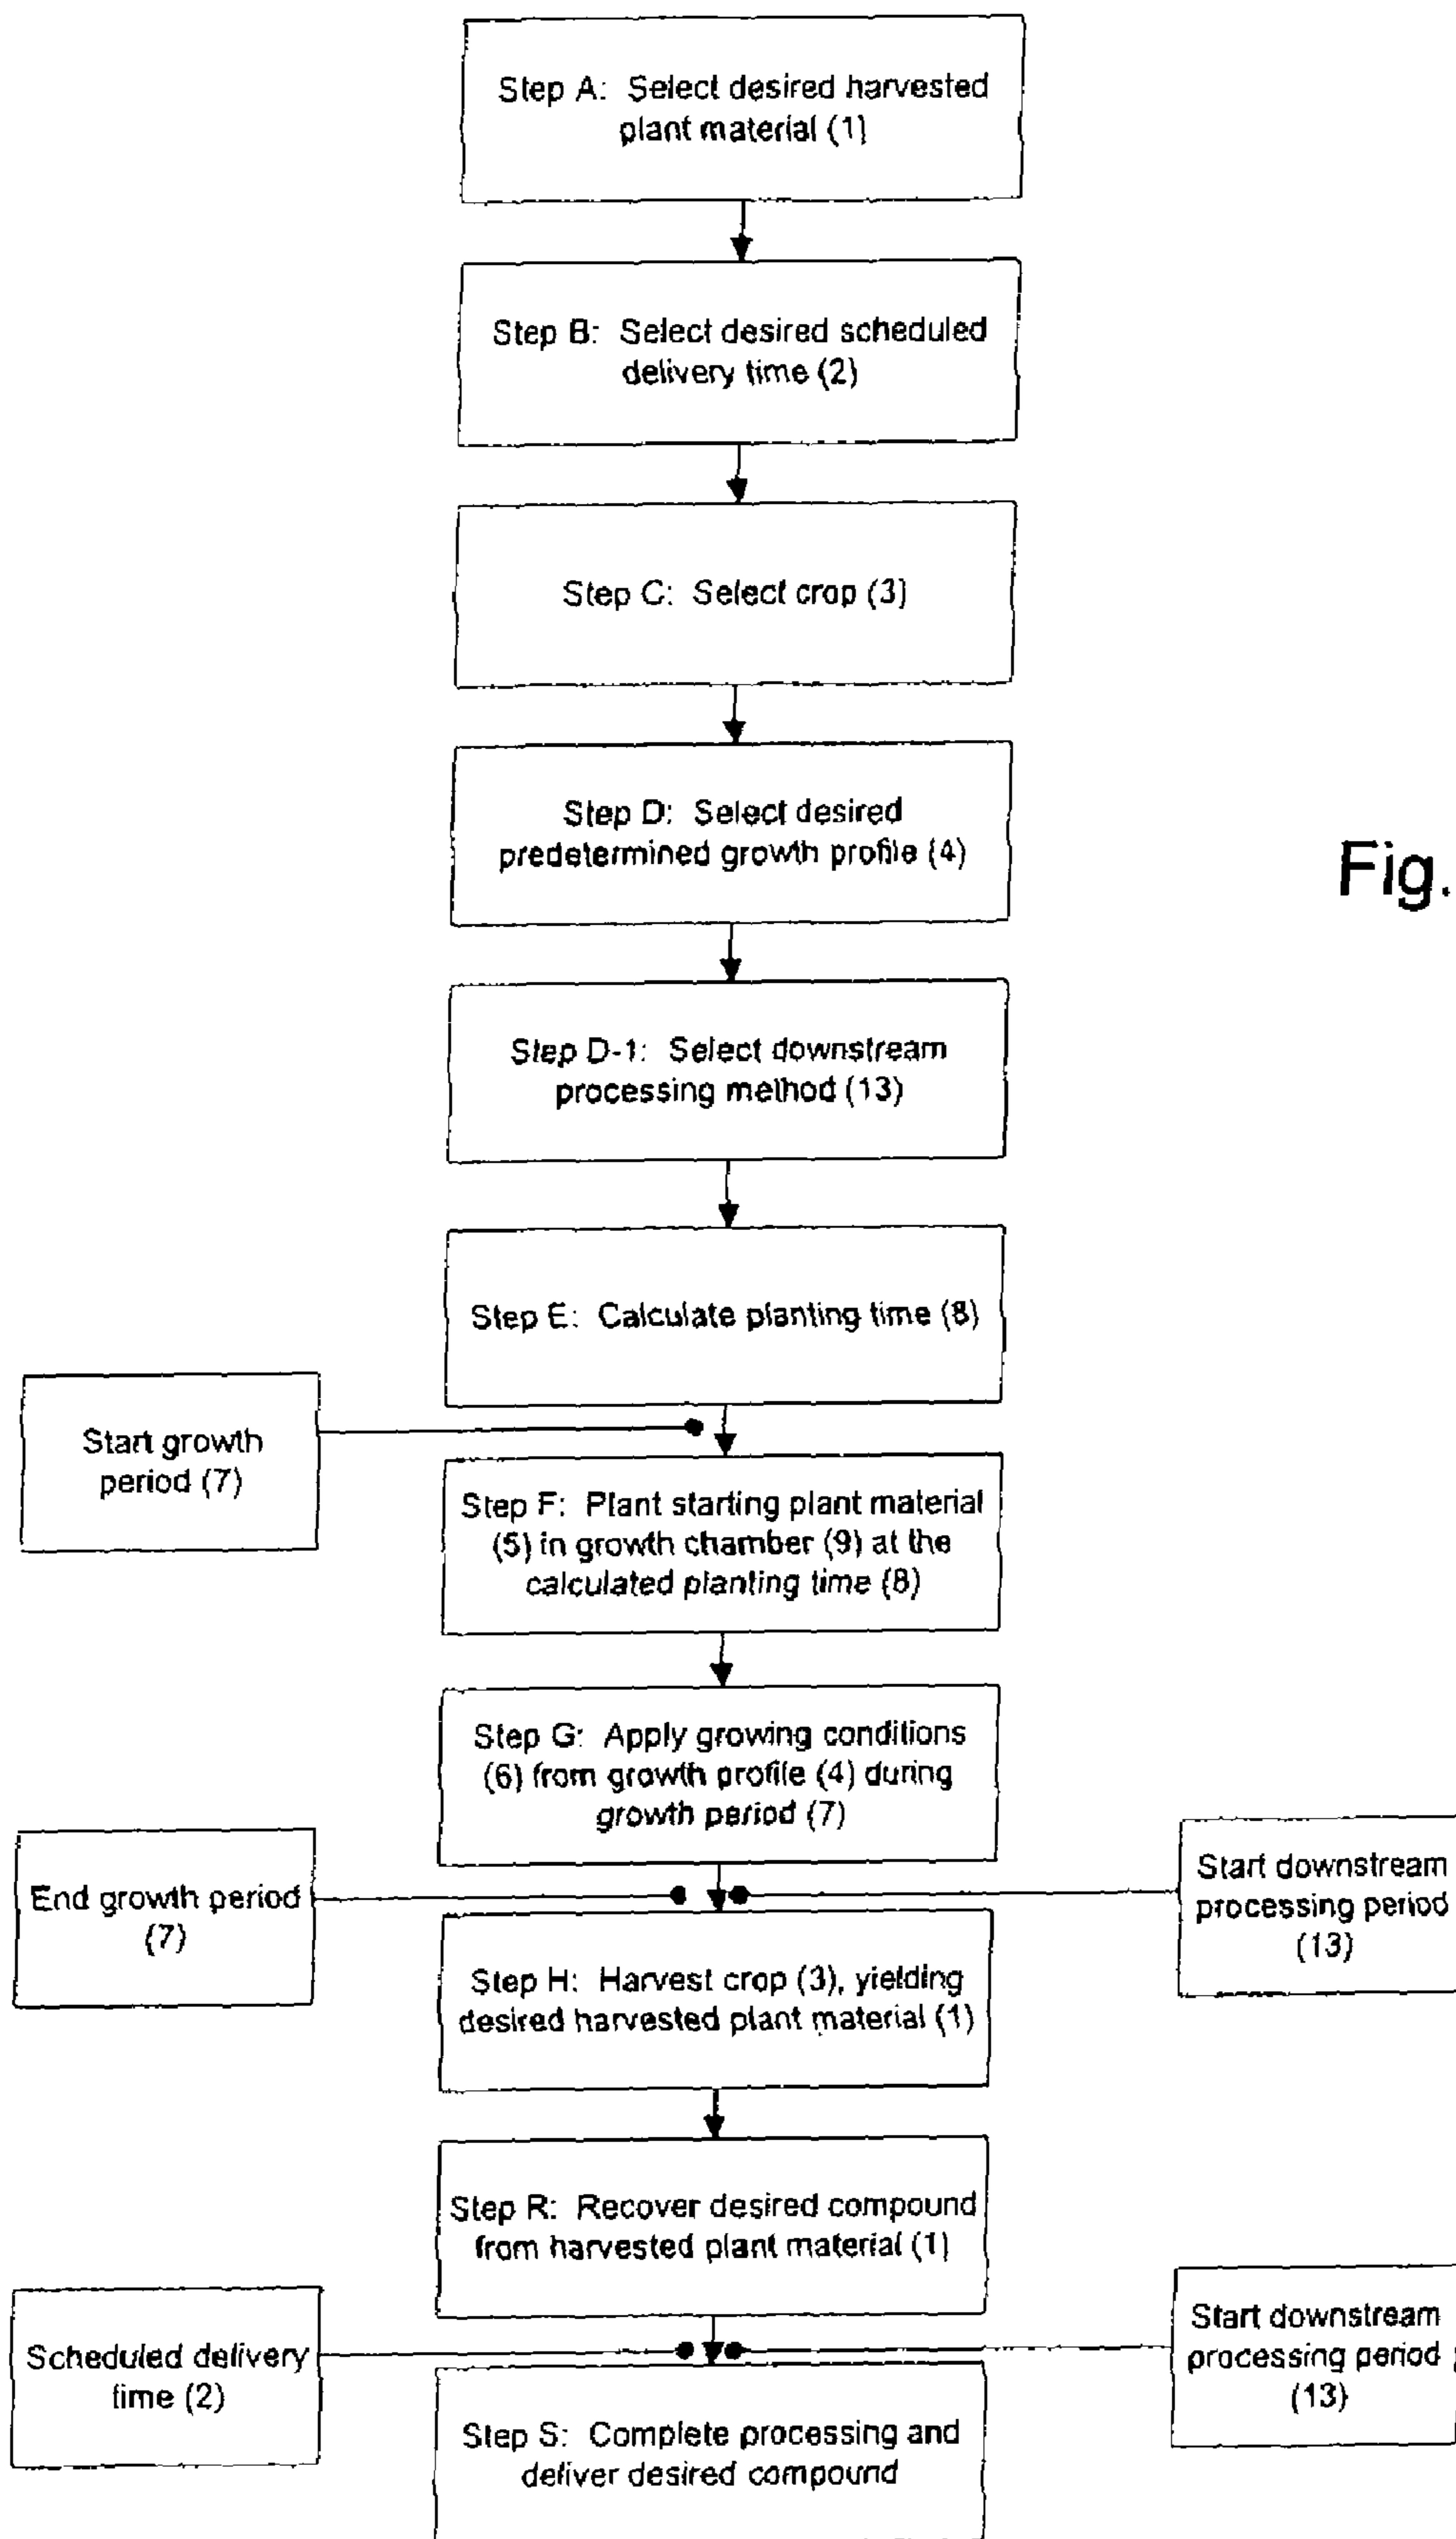 Step A: Select desired harvested
plant material (1)
Step B: Select desired scheduled
delivery time (2)
Step C: Select crop (3)
Step D: Select desired
predetermined growth profile (4)
Fig.
Step D-1: Select downstream
processing method (13)
Step E: Calculate planting time (8)
Start growth
period (7)
Step F: Plant starting plant material
(5) in growth chamber (9) at the
calculated planting time (8)
Step G: Apply growing conditions
(6) from growth profile (4) during
growth period (7)
End growth period
(7)
Start downstream
processing period
(13)
Step H: Harvest crop (3), yielding
desired harvested plant material (1)
Step R: Recover desired compound
from harvested plant material (1)
Scheduled delivery
time (2)
Start downstream
processing period
(13)
Step S: Complete processing and
deliver desired compound